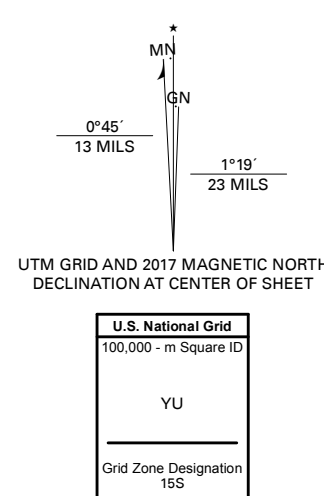 ★
MN
GN
0°45´
13 MILS
1°19´
23 MILS
UTM GRID AND 2017 MAGNETIC NORTH
DECLINATION AT CENTER OF SHEET
U.S. National Grid
100,000 - m Square ID
YU
Grid Zone Designation
15S